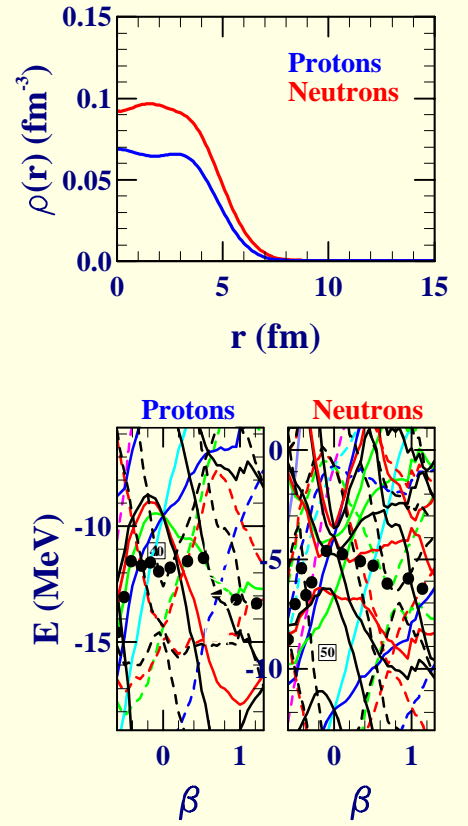 0.15
Protons
Neutrons
0.1
0.05
0.0
ρ(r) (fm⁻³)
0 5 10 15
r (fm)
Protons Neutrons
0
-10
-5
-15
-10
40
50
E (MeV)
0 1 0 1
β β